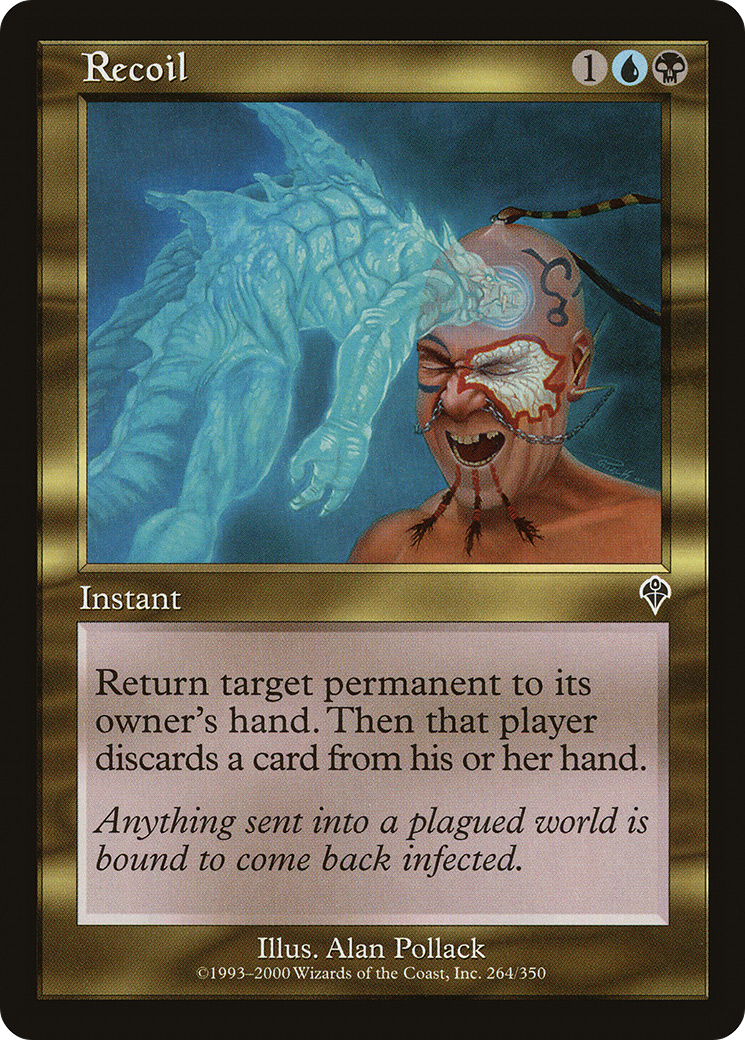 Recoil
1
Instant
Return target permanent to its
owner's hand. Then that player
discards a card from his or her hand.
Anything sent into a plagued world is
bound to come back infected.
Illus. Alan Pollack
©1993–2000 Wizards of the Coast, Inc. 264/350